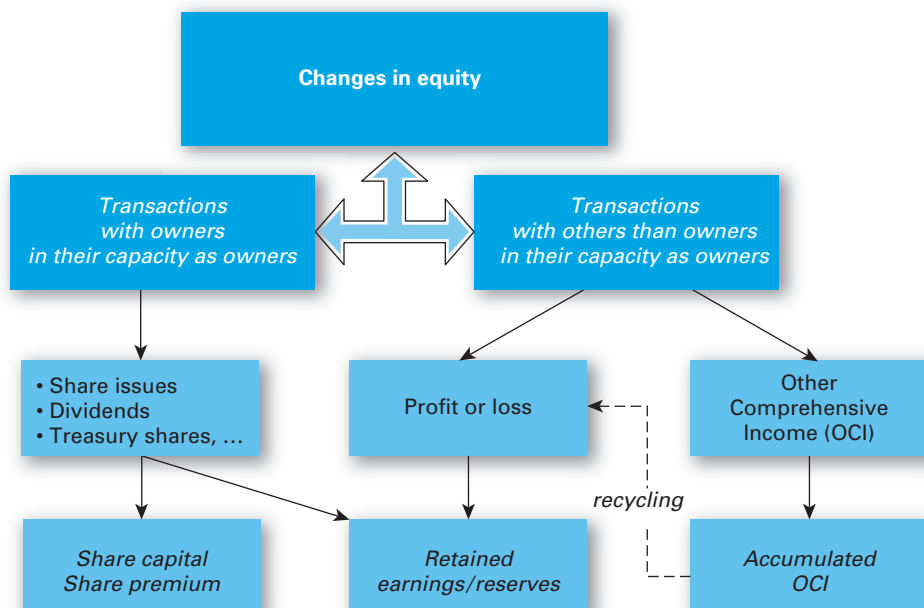 Changes in equity
Transactions
with owners
in their capacity as owners
Transactions
with others than owners
in their capacity as owners
• Share issues
• Dividends
• Treasury shares, …
Profit or loss
Other
Comprehensive
Income (OCI)
recycling
Share capital
Share premium
Retained
earnings/reserves
Accumulated
OCI